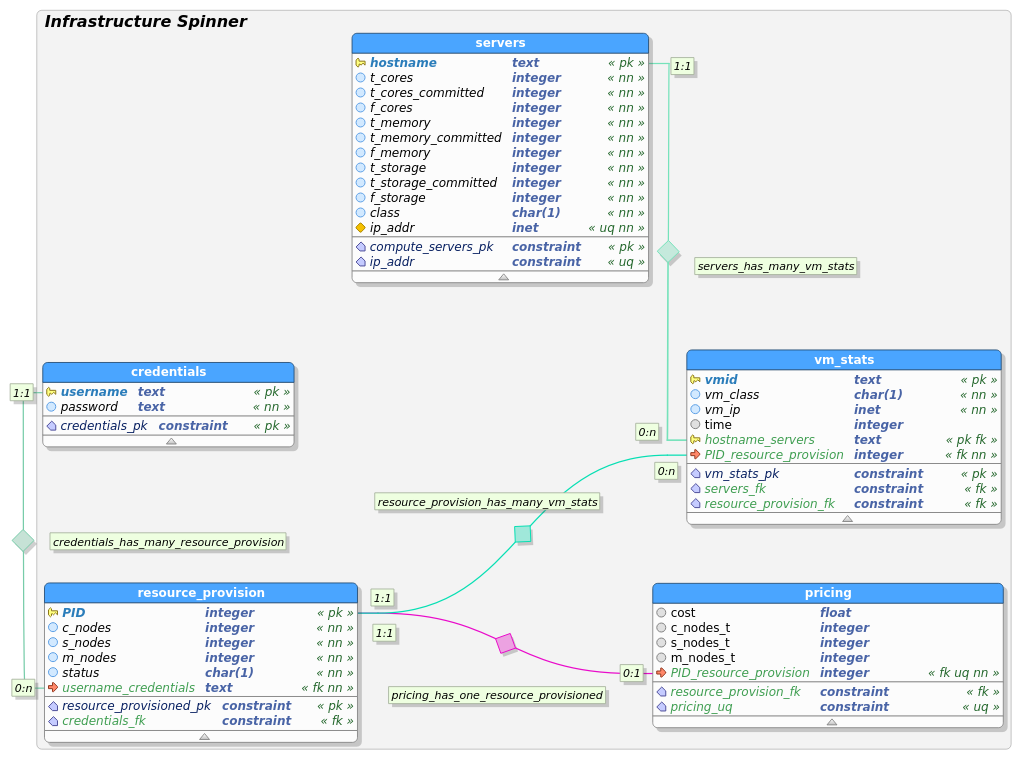 Infrastructure Spinner
servers
hostname text « pk »
t_cores integer « nn »
t_cores_committed integer « nn »
f_cores integer « nn »
t_memory integer « nn »
t_memory_committed integer « nn »
f_memory integer « nn »
t_storage integer « nn »
t_storage_committed integer « nn »
f_storage integer « nn »
class char(1) « nn »
ip_addr inet « uq nn »
compute_servers_pk constraint « pk »
ip_addr constraint « uq »
1:1
servers_has_many_vm_stats
credentials
username text « pk »
password text « nn »
credentials_pk constraint « pk »
1:1
vm_stats
vmid text « pk »
vm_class char(1) « nn »
vm_ip inet « nn »
time integer
hostname_servers text « pk fk »
PID_resource_provision integer « fk nn »
vm_stats_pk constraint « pk »
servers_fk constraint « fk »
resource_provision_fk constraint « fk »
0:n
0:n
resource_provision_has_many_vm_stats
credentials_has_many_resource_provision
resource_provision
PID integer « pk »
c_nodes integer « nn »
s_nodes integer « nn »
m_nodes integer « nn »
status char(1) « nn »
username_credentials text « fk nn »
resource_provisioned_pk constraint « pk »
credentials_fk constraint « fk »
0:n
1:1
1:1
0:1
pricing_has_one_resource_provisioned
pricing
cost float
c_nodes_t integer
s_nodes_t integer
m_nodes_t integer
PID_resource_provision integer « fk uq nn »
resource_provision_fk constraint « fk »
pricing_uq constraint « uq »